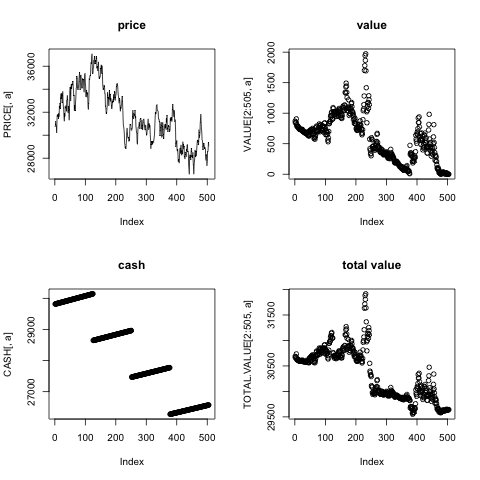 price
PRICE[, a]
28000 32000 36000
0 100 200 300 400 500
Index
value
VALUE[2:505, a]
0 500 1000 1500 2000
0 100 200 300 400 500
Index
cash
CASH[, a]
27000 29000
0 100 200 300 400 500
Index
total value
TOTAL.VALUE[2:505, a]
29500 30500 31500
0 100 200 300 400 500
Index